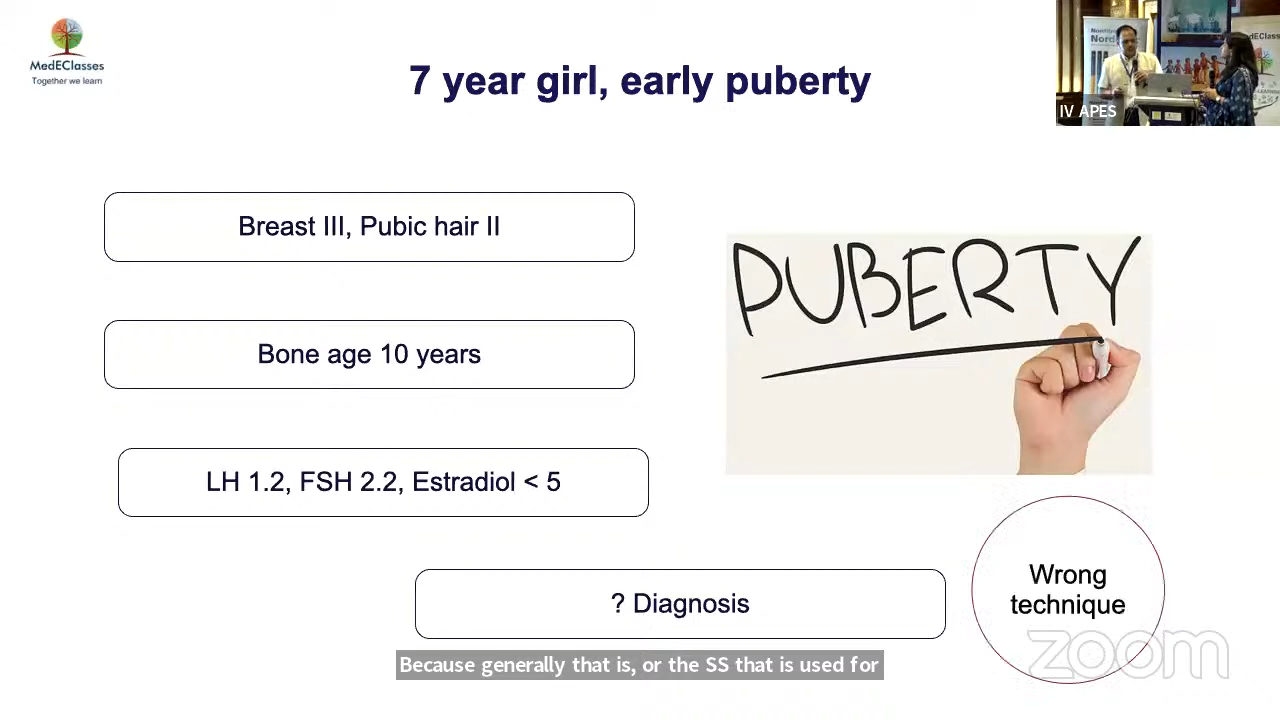 MedEClasses
Together we learn
7 year girl, early puberty
IV APES
Breast III, Pubic hair II
Bone age 10 years
LH 1.2, FSH 2.2, Estradiol < 5
PUBERTY
? Diagnosis
Wrong
technique
Because generally that is, or the SS that is used for
zoom